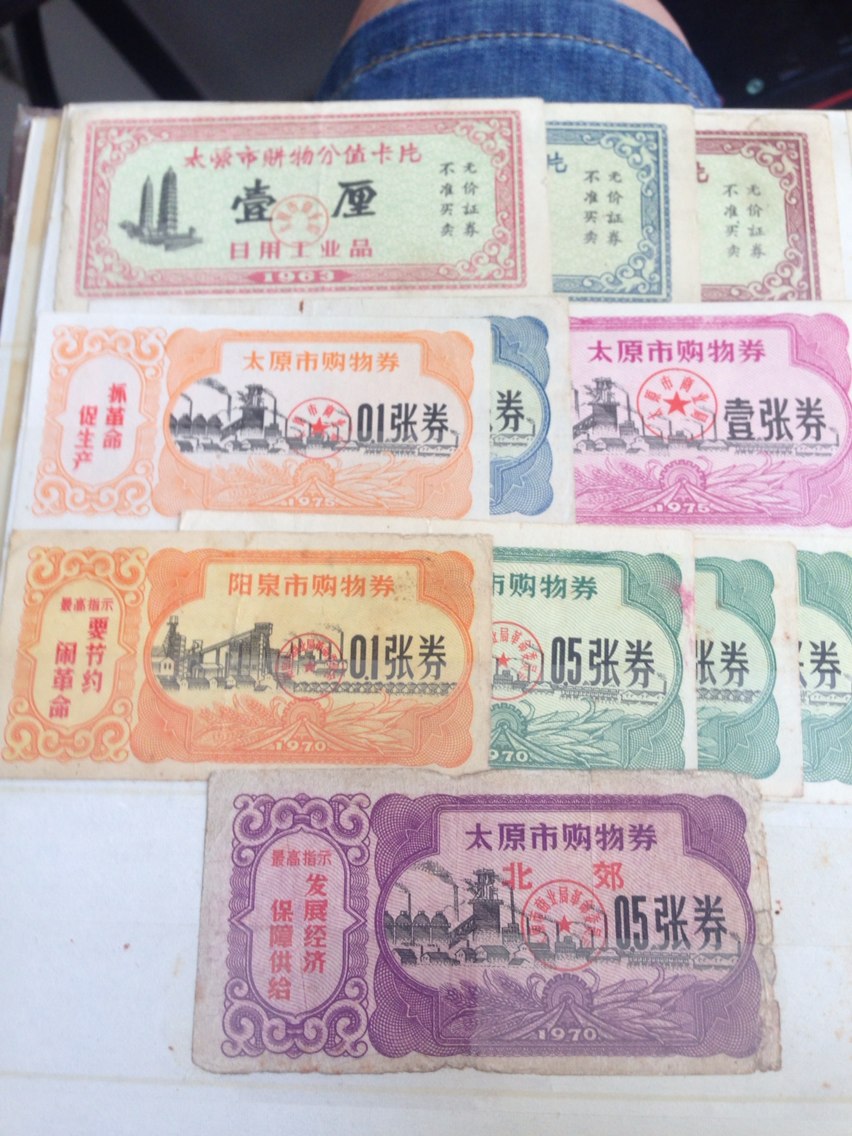 太原市购物分值卡片
壹厘
日用工业品
1963
无价证券
不准买卖
无价证券
不准买卖
无价证券
不准买卖
抓革命
促生产
太原市购物券
0.1张券
1975
券
太原市购物券
壹张券
1975
最高指示
要节约
闹革命
阳泉市购物券
0.1张券
1970
市购物券
05张券
970
张券
券
最高指示
发展经济
保障供给
太原市购物券
北郊
05张券
1970